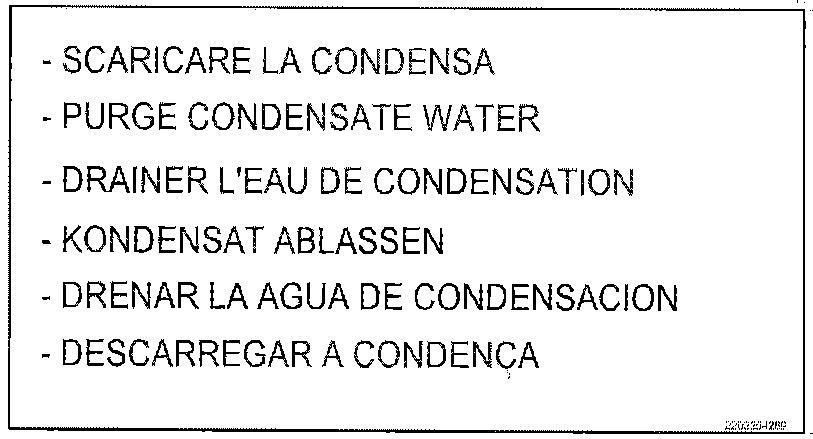 - SCARICARE LA CONDENSA
- PURGE CONDENSATE WATER
- DRAINER L'EAU DE CONDENSATION
- KONDENSAT ABLASSEN
- DRENAR LA AGUA DE CONDENSACION
- DESCARREGAR A CONDENÇA